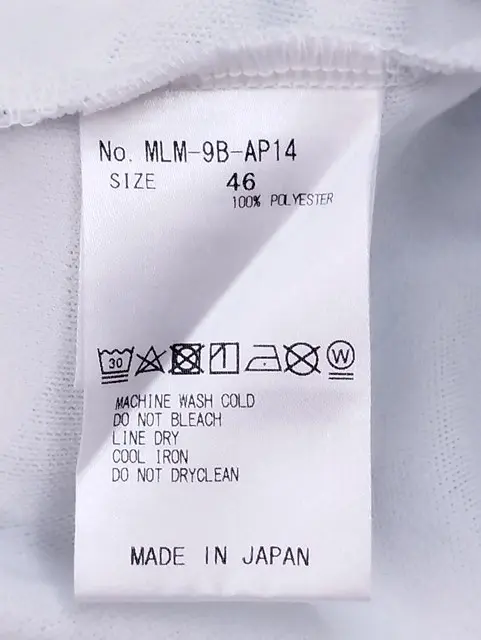 No. MLM-9B-AP14
SIZE 46
100% POLYESTER
30 W
MACHINE WASH COLD
DO NOT BLEACH
LINE DRY
COOL IRON
DO NOT DRYCLEAN
MADE IN JAPAN